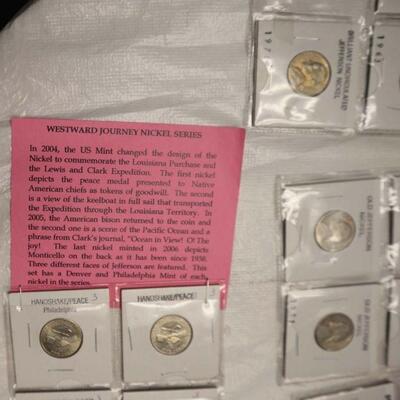 WESTWARD JOURNEY NICKEL SERIES
In 2004, the US Mint changed the design of the
Nickel to commemorate the Louisiana Purchase and
the Lewis and Clark Expedition. The first nickel
depicts the peace medal presented to Native
American chiefs as tokens of goodwill. The second
is a view of the keelboat in full sail that transported
the Expedition through the Louisiana Territory. In
2005, the American bison returned to the coin and
the second one is a scene of the Pacific Ocean and a
phrase from Clark's journal, "Ocean in View! O! The
joy! The last nickel minted in 2006 depicts
Monticello on the back as it has been since 1938.
Three different faces of Jefferson are featured. This
set has a Denver and Philadelphia Mint of each
nickel in the series.
HANDSHAKE/PEACE
Philadelphia
HANDSHAKE/PEACE
BRILLIANT UNCIRCULATED
JEFFERSON NICKEL
OLD JEFFERSON
NICKEL
OLD JEFFERSON
NICKEL